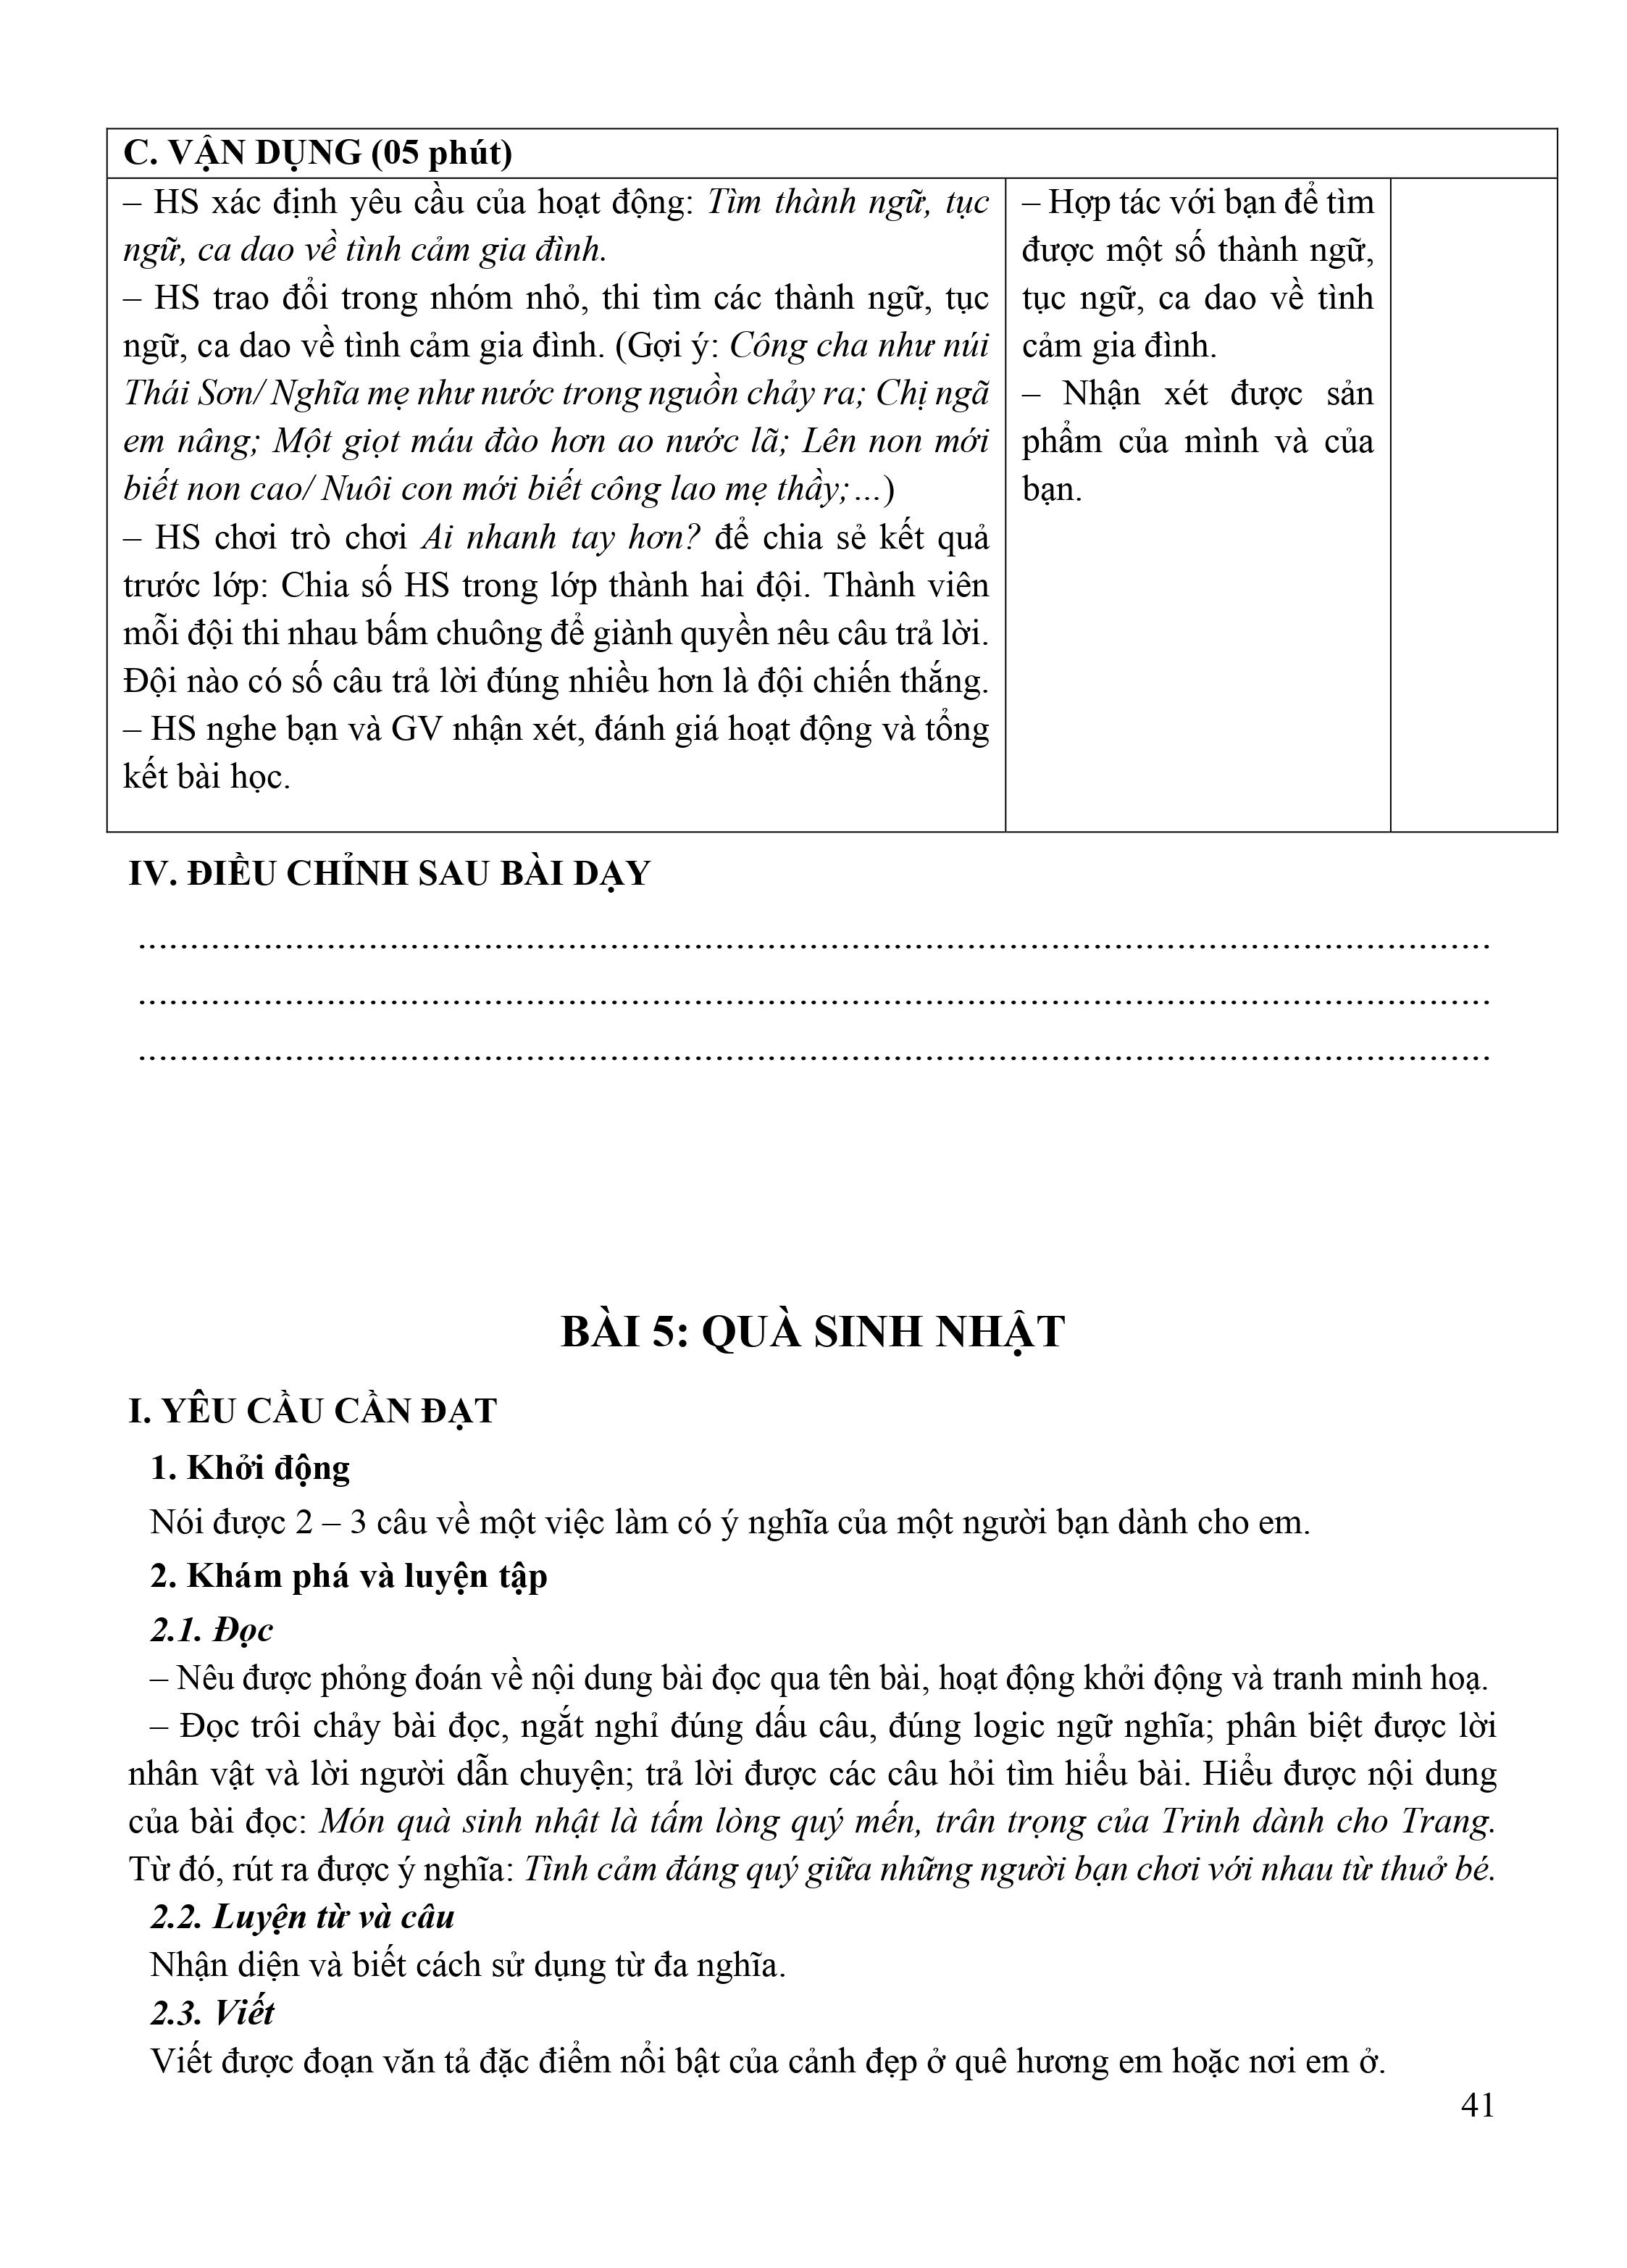 C. VẬN DỤNG (05 phút)
– HS xác định yêu cầu của hoạt động: Tìm thành ngữ, tục
ngữ, ca dao về tình cảm gia đình.
– HS trao đổi trong nhóm nhỏ, thi tìm các thành ngữ, tục
ngữ, ca dao về tình cảm gia đình. (Gợi ý: Công cha như núi
Thái Sơn/ Nghĩa mẹ như nước trong nguồn chảy ra; Chị ngã
em nâng; Một giọt máu đào hơn ao nước lã; Lên non mới
biết non cao/ Nuôi con mới biết công lao mẹ thầy;…)
– HS chơi trò chơi Ai nhanh tay hơn? để chia sẻ kết quả
trước lớp: Chia số HS trong lớp thành hai đội. Thành viên
mỗi đội thi nhau bấm chuông để giành quyền nêu câu trả lời.
Đội nào có số câu trả lời đúng nhiều hơn là đội chiến thắng.
– HS nghe bạn và GV nhận xét, đánh giá hoạt động và tổng
kết bài học.
– Hợp tác với bạn để tìm
được một số thành ngữ,
tục ngữ, ca dao về tình
cảm gia đình.
– Nhận xét được sản
phẩm của mình và của
bạn.
IV. ĐIỀU CHỈNH SAU BÀI DẠY
................................................................................................................................
................................................................................................................................
................................................................................................................................
BÀI 5: QUÀ SINH NHẬT
I. YÊU CẦU CẦN ĐẠT
1. Khởi động
Nói được 2 – 3 câu về một việc làm có ý nghĩa của một người bạn dành cho em.
2. Khám phá và luyện tập
2.1. Đọc
– Nêu được phỏng đoán về nội dung bài đọc qua tên bài, hoạt động khởi động và tranh minh hoạ.
– Đọc trôi chảy bài đọc, ngắt nghỉ đúng dấu câu, đúng logic ngữ nghĩa; phân biệt được lời
nhân vật và lời người dẫn chuyện; trả lời được các câu hỏi tìm hiểu bài. Hiểu được nội dung
của bài đọc: Món quà sinh nhật là tấm lòng quý mến, trân trọng của Trinh dành cho Trang.
Từ đó, rút ra được ý nghĩa: Tình cảm đáng quý giữa những người bạn chơi với nhau từ thuở bé.
2.2. Luyện từ và câu
Nhận diện và biết cách sử dụng từ đa nghĩa.
2.3. Viết
Viết được đoạn văn tả đặc điểm nổi bật của cảnh đẹp ở quê hương em hoặc nơi em ở.
41